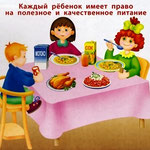 Каждый ребёнок имеет право
на полезное и качественное питание